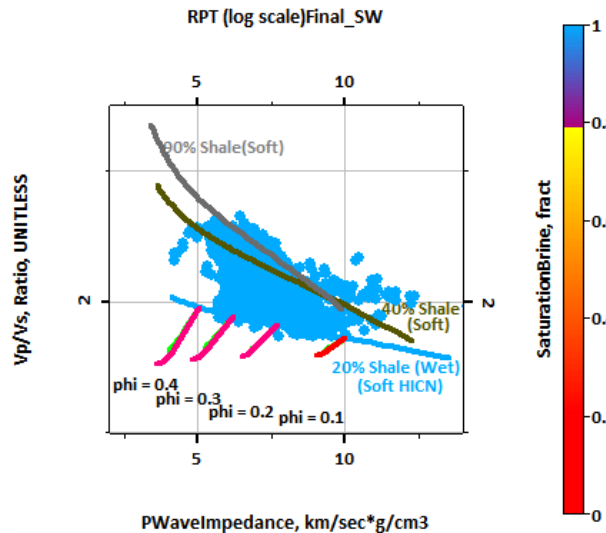 RPT (log scale)Final_SW
5 10
90% Shale(Soft)
2 2
40% Shale
(Soft)
20% Shale (Wet)
(Soft HICN)
phi = 0.4
phi = 0.3
phi = 0.2
phi = 0.1
5 10
PWaveImpedance, km/sec*g/cm3
Vp/Vs, Ratio, UNITLESS
SaturationBrine, fract
1
0.
0.
0.
0.
0